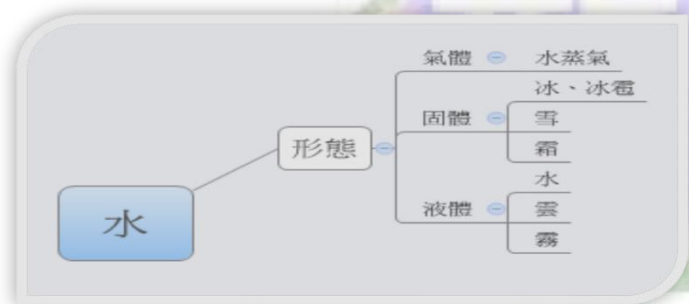 水
形態
氣體
水蒸氣
固體
冰、冰雹
雪
霜
液體
水
雲
霧